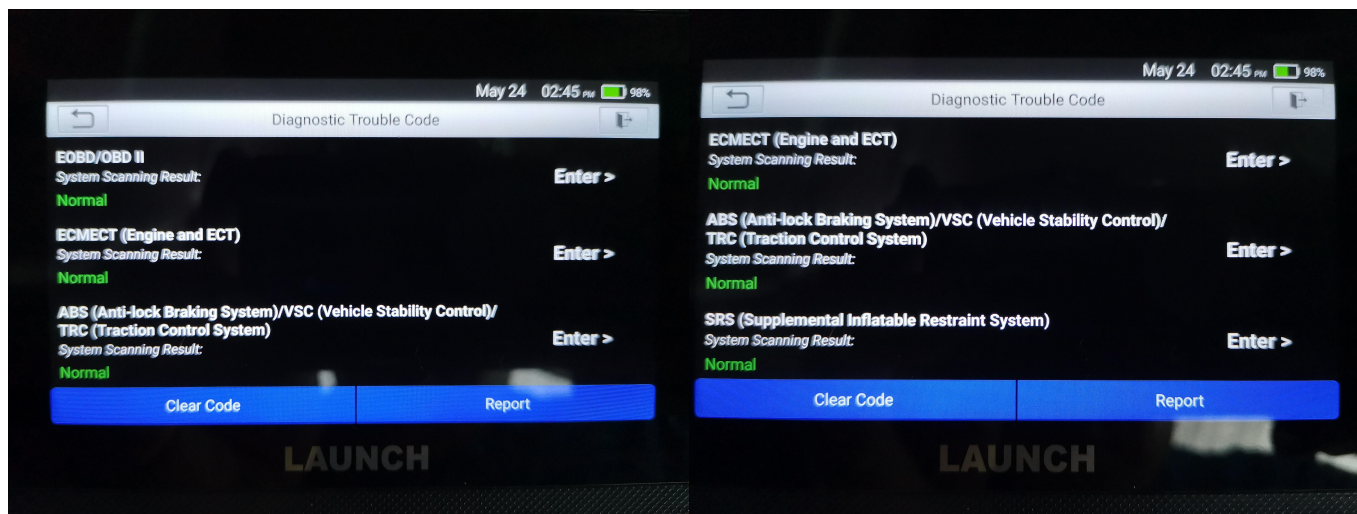 May 24 02:45 PM 98%
Diagnostic Trouble Code
EOBD/OBD II
System Scanning Result:
Enter >
Normal
ECMECT (Engine and ECT)
System Scanning Result:
Enter >
Normal
ABS (Anti-lock Braking System)/VSC (Vehicle Stability Control)/
TRC (Traction Control System)
System Scanning Result:
Enter >
Normal
Clear Code Report
LAUNCH
May 24 02:45 PM 98%
Diagnostic Trouble Code
ECMECT (Engine and ECT)
System Scanning Result:
Enter >
Normal
ABS (Anti-lock Braking System)/VSC (Vehicle Stability Control)/
TRC (Traction Control System)
System Scanning Result:
Enter >
Normal
SRS (Supplemental Inflatable Restraint System)
System Scanning Result:
Enter >
Normal
Clear Code Report
LAUNCH